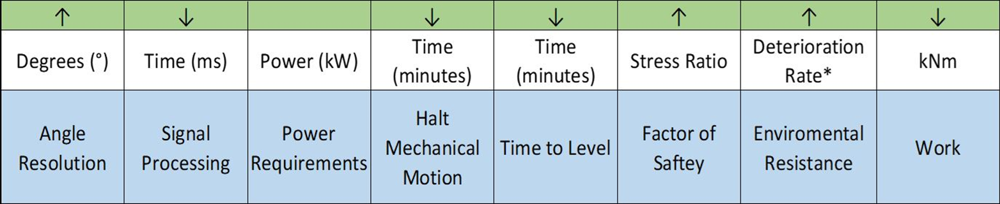 ↑ ↓ ↓ ↓ ↑ ↑ ↓
Degrees (°) Time (ms) Power (kW) Time (minutes) Time (minutes) Stress Ratio Deterioration Rate* kNm
Angle Resolution Signal Processing Power Requirements Halt Mechanical Motion Time to Level Factor of Saftey Enviromental Resistance Work